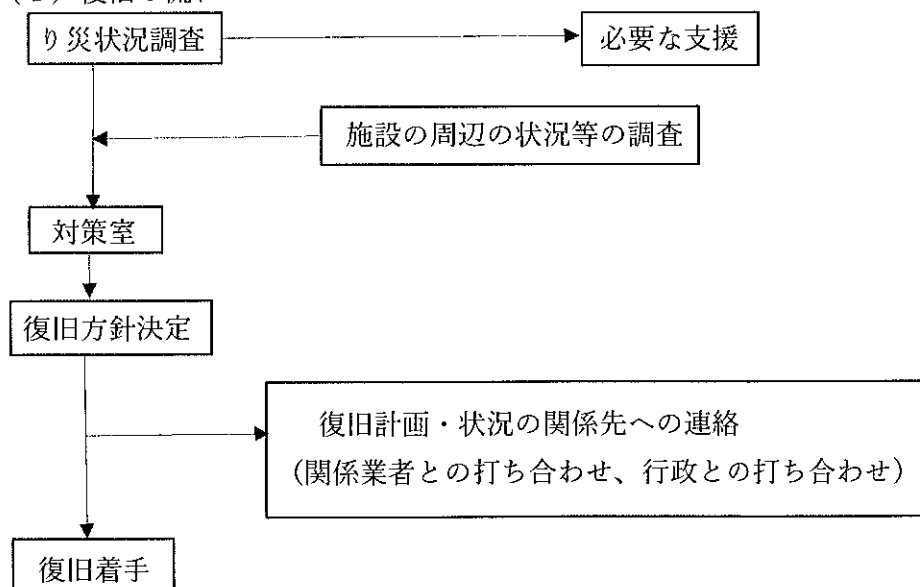 り災状況調査
必要な支援
施設の周辺の状況等の調査
対策室
復旧方針決定
復旧計画・状況の関係先への連絡
(関係業者との打ち合わせ、行政との打ち合わせ)
復旧着手